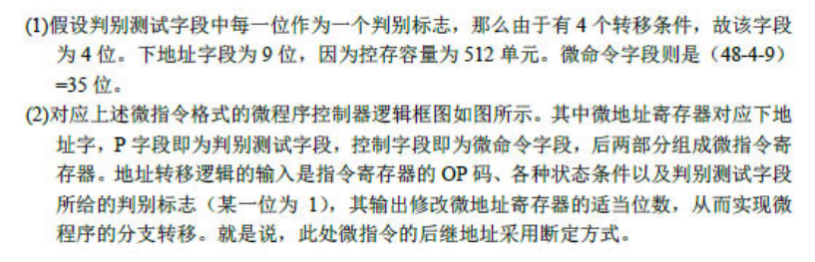 (1)假设判别测试字段中每一位作为一个判别标志，那么由于有 4 个转移条件，故该字段
为 4 位。下地址字段为 9 位，因为控存容量为 512 单元。微命令字段则是（48-4-9）
=35 位。
(2)对应上述微指令格式的微程序控制器逻辑框图如图所示。其中微地址寄存器对应下地
址字，P 字段即为判别测试字段，控制字段即为微命令字段，后两部分组成微指令寄
存器。地址转移逻辑的输入是指令寄存器的 OP 码、各种状态条件以及判别测试字段
所给的判别标志（某一位为 1），其输出修改微地址寄存器的适当位数，从而实现微
程序的分支转移。就是说，此处微指令的后继地址采用断定方式。